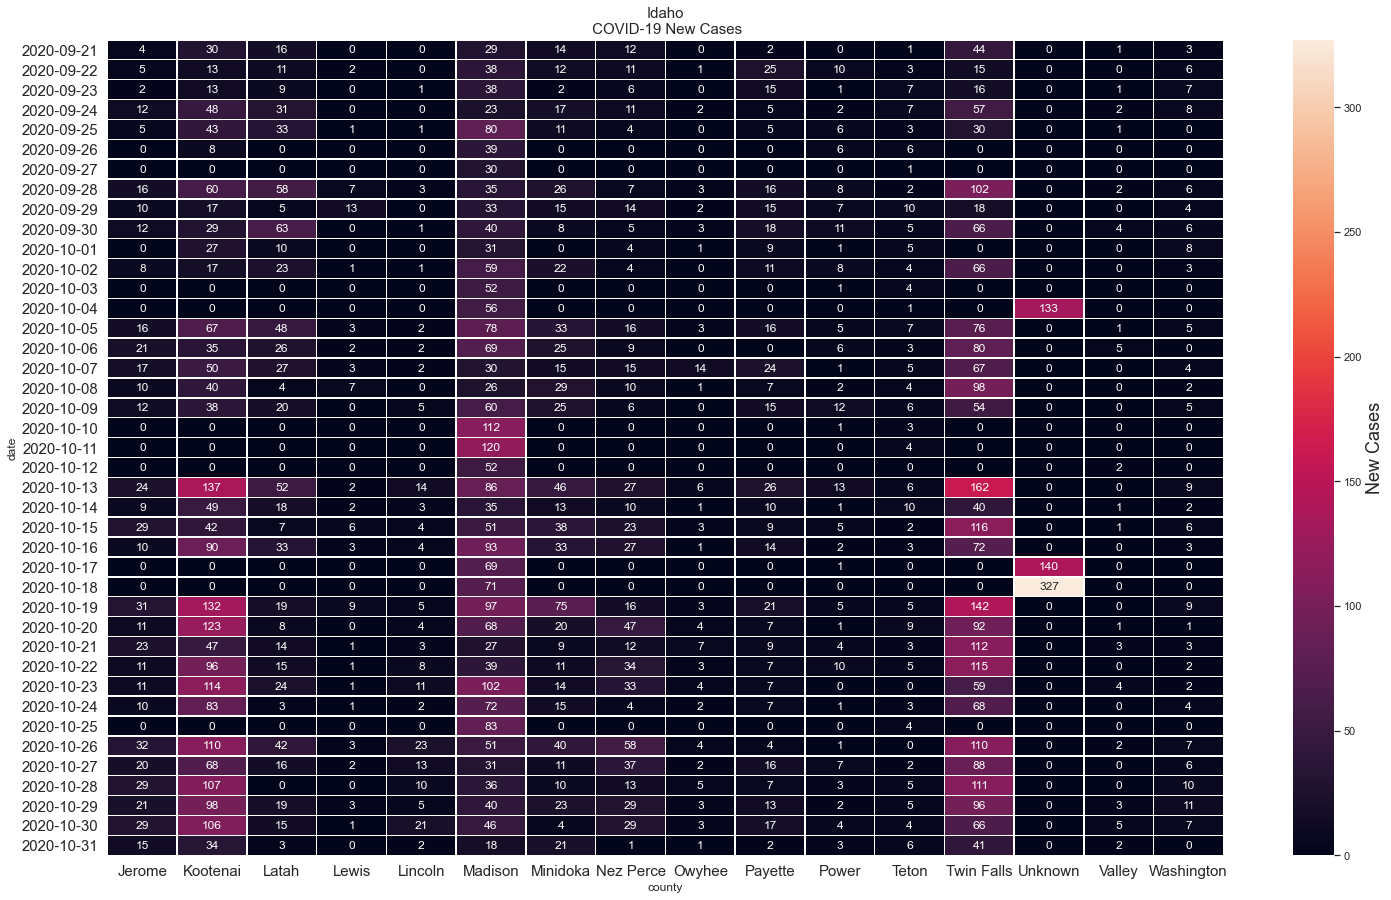 Idaho
COVID-19 New Cases
2020-09-21 4 30 16 0 0 29 14 12 0 2 0 1 44 0 1 3
2020-09-22 5 13 11 2 0 38 12 11 1 25 10 3 15 0 0 6
2020-09-23 2 13 9 0 1 38 2 6 0 15 1 7 16 0 1 7
2020-09-24 12 48 31 0 0 23 17 11 2 5 2 7 57 0 2 8
2020-09-25 5 43 33 1 1 80 11 4 0 5 6 3 30 0 1 0
2020-09-26 0 8 0 0 0 39 0 0 0 0 6 6 0 0 0 0
2020-09-27 0 0 0 0 0 30 0 0 0 0 0 1 0 0 0 0
2020-09-28 16 60 58 7 3 35 26 7 3 16 8 2 102 0 2 6
2020-09-29 10 17 5 13 0 33 15 14 2 15 7 10 18 0 0 4
2020-09-30 12 29 63 0 1 40 8 5 3 18 11 5 66 0 4 6
2020-10-01 0 27 10 0 0 31 0 4 1 9 1 5 0 0 0 8
2020-10-02 8 17 23 1 1 59 22 4 0 11 8 4 66 0 0 3
2020-10-03 0 0 0 0 0 52 0 0 0 0 1 4 0 0 0 0
2020-10-04 0 0 0 0 0 56 0 0 0 0 0 1 0 133 0 0
2020-10-05 16 67 48 3 2 78 33 16 3 16 5 7 76 0 1 5
2020-10-06 21 35 26 2 2 69 25 9 0 0 6 3 80 0 5 0
2020-10-07 17 50 27 3 2 30 15 15 14 24 1 5 67 0 0 4
2020-10-08 10 40 4 7 0 26 29 10 1 7 2 4 98 0 0 2
2020-10-09 12 38 20 0 5 60 25 6 0 15 12 6 54 0 0 5
2020-10-10 0 0 0 0 0 112 0 0 0 0 1 3 0 0 0 0
2020-10-11 0 0 0 0 0 120 0 0 0 0 0 4 0 0 0 0
2020-10-12 0 0 0 0 0 52 0 0 0 0 0 0 0 0 2 0
2020-10-13 24 137 52 2 14 86 46 27 6 26 13 6 162 0 0 9
2020-10-14 9 49 18 2 3 35 13 10 1 10 1 10 40 0 1 2
2020-10-15 29 42 7 6 4 51 38 23 3 9 5 2 116 0 1 6
2020-10-16 10 90 33 3 4 93 33 27 1 14 2 3 72 0 0 3
2020-10-17 0 0 0 0 0 69 0 0 0 0 1 0 0 140 0 0
2020-10-18 0 0 0 0 0 71 0 0 0 0 0 0 0 327 0 0
2020-10-19 31 132 19 9 5 97 75 16 3 21 5 5 142 0 0 9
2020-10-20 11 123 8 0 4 68 20 47 4 7 1 9 92 0 1 1
2020-10-21 23 47 14 1 3 27 9 12 7 9 4 3 112 0 3 3
2020-10-22 11 96 15 1 8 39 11 34 3 7 10 5 115 0 0 2
2020-10-23 11 114 24 1 11 102 14 33 4 7 0 0 59 0 4 2
2020-10-24 10 83 3 1 2 72 15 4 2 7 1 3 68 0 0 4
2020-10-25 0 0 0 0 0 83 0 0 0 0 0 4 0 0 0 0
2020-10-26 32 110 42 3 23 51 40 58 4 4 1 0 110 0 2 7
2020-10-27 20 68 16 2 13 31 11 37 2 16 7 2 88 0 0 6
2020-10-28 29 107 0 0 10 36 10 13 5 7 3 5 111 0 0 10
2020-10-29 21 98 19 3 5 40 23 29 3 13 2 5 96 0 3 11
2020-10-30 29 106 15 1 21 46 4 29 3 17 4 4 66 0 5 7
2020-10-31 15 34 3 0 2 18 21 1 1 2 3 6 41 0 2 0
Jerome Kootenai Latah Lewis Lincoln Madison Minidoka Nez Perce Owyhee Payette Power Teton Twin Falls Unknown Valley Washington
county
date
300
250
200
150
100
50
0
New Cases